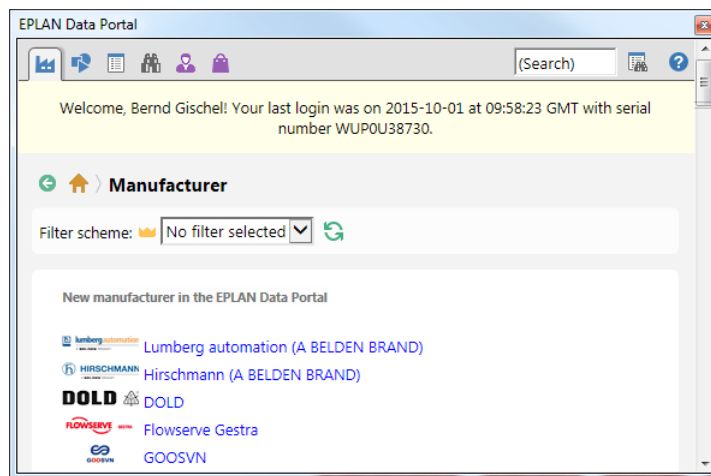 EPLAN Data Portal
(Search)
Welcome, Bernd Gischel! Your last login was on 2015-10-01 at 09:58:23 GMT with serial
number WUP0U38730.
Manufacturer
Filter scheme: No filter selected
New manufacturer in the EPLAN Data Portal
lumbergautomation Lumberg automation (A BELDEN BRAND)
HIRSCHMANN Hirschmann (A BELDEN BRAND)
DOLD DOLD
FLOWSERVE Flowserve Gestra
GOOSVN GOOSVN